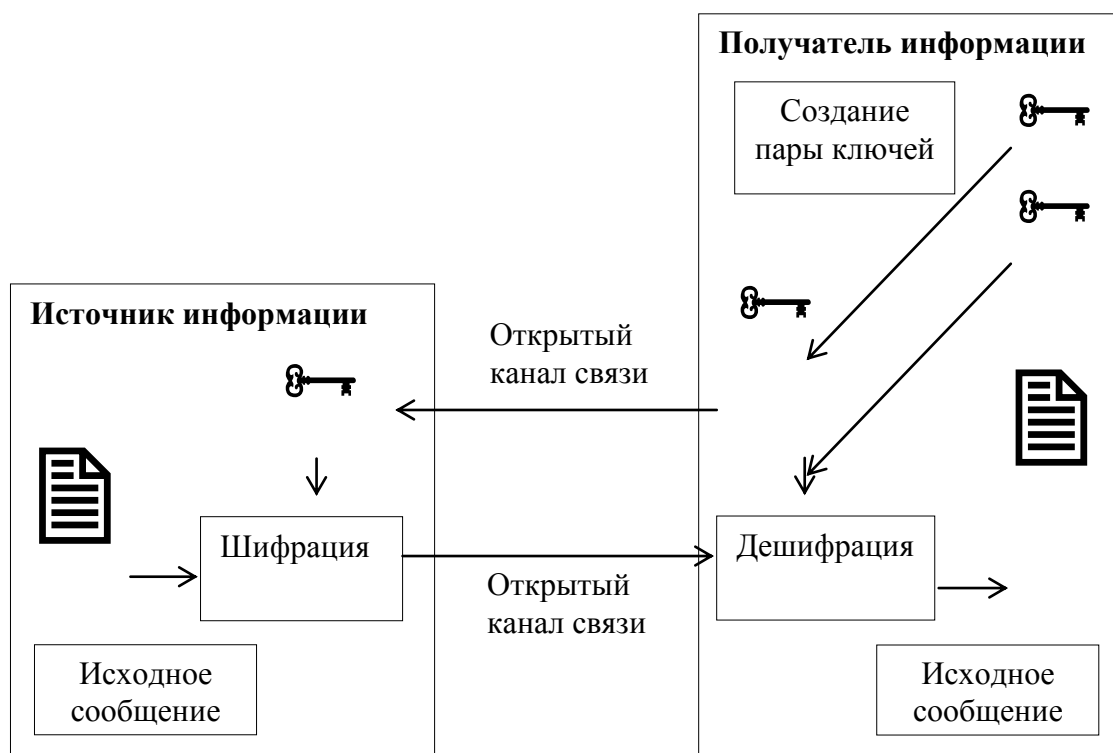 Получатель информации
Создание
пары ключей
Источник информации
Открытый
канал связи
Шифрация
Дешифрация
Открытый
канал связи
Исходное
сообщение
Исходное
сообщение